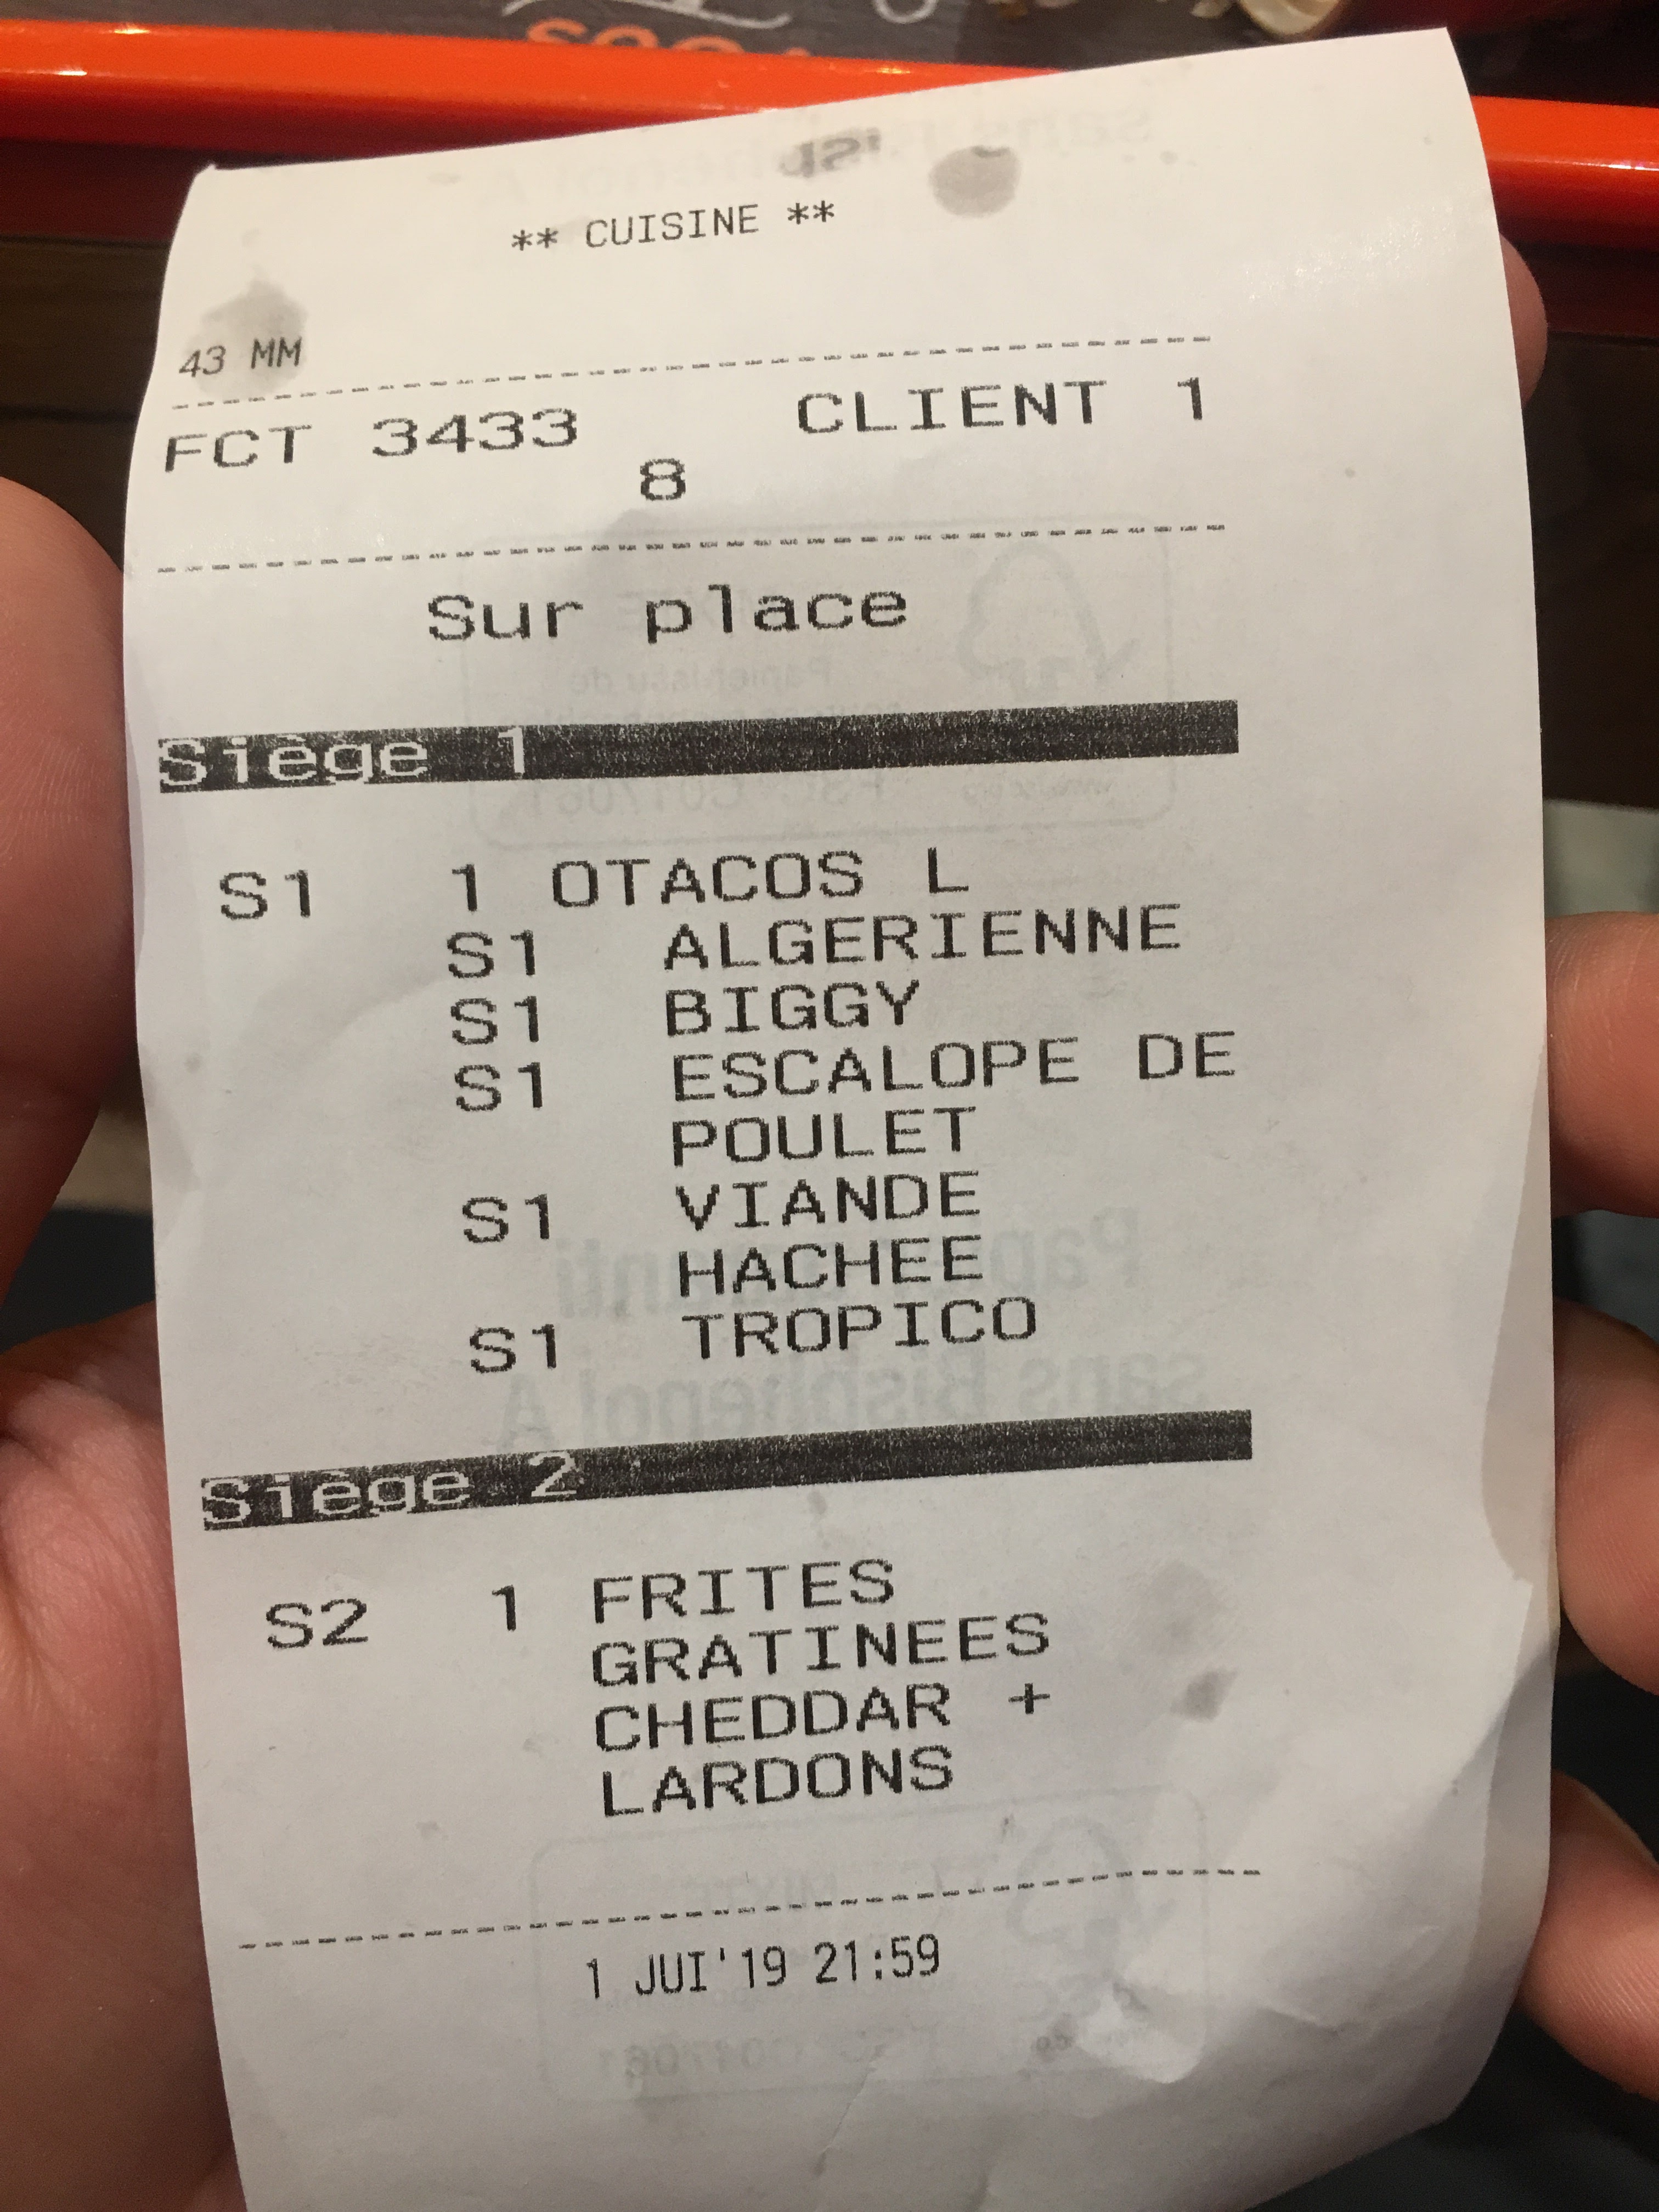 ** CUISINE **
43 MM
FCT 3433 CLIENT 1
8
Sur place
Siège 1
S1 1 OTACOS L
S1 ALGERIENNE
S1 BIGGY
S1 ESCALOPE DE
POULET
S1 VIANDE
HACHEE
S1 TROPICO
Siège 2
S2 1 FRITES
GRATINEES
CHEDDAR +
LARDONS
1 JUI'19 21:59